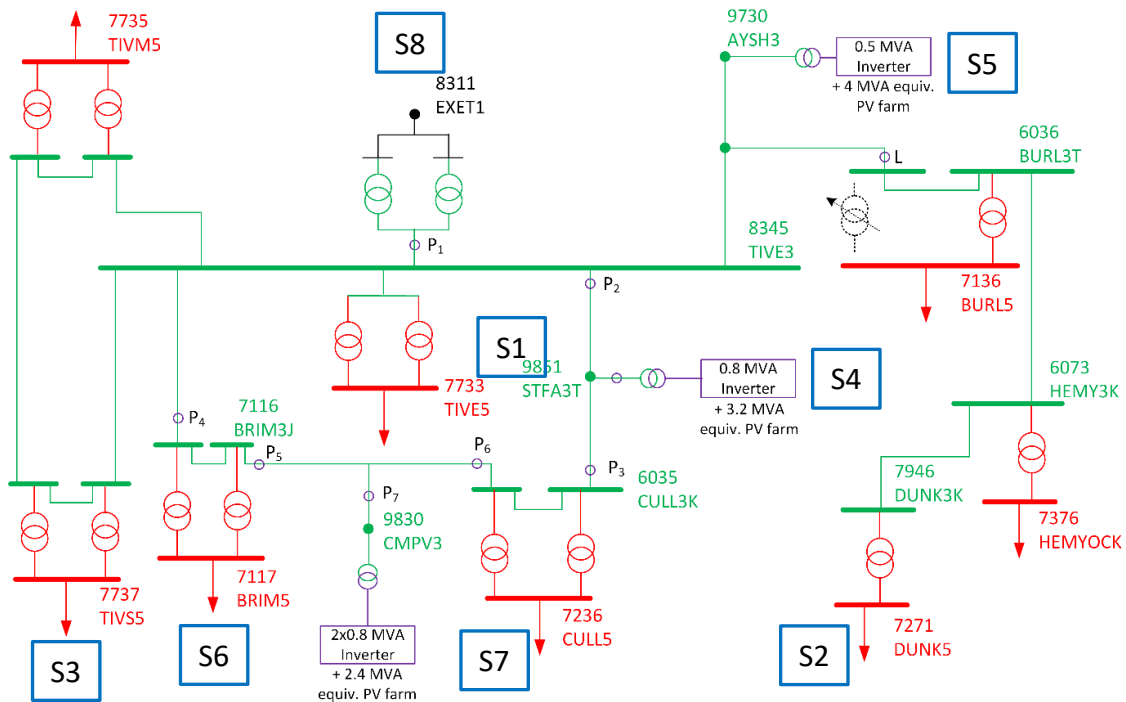 7735
TIVM5
S8
8311
EXET1
9730
AYSH3
0.5 MVA
Inverter
+ 4 MVA equiv.
PV farm
S5
L
6036
BURL3T
P1
8345
TIVE3
P2
7136
BURL5
S1
7733
TIVE5
9851
STFA3T
0.8 MVA
Inverter
+ 3.2 MVA
equiv. PV farm
S4
6073
HEMY3K
P4
7116
BRIM3J
P5
P6
P3
6035
CULL3K
7946
DUNK3K
P7
9830
CMPV3
7376
HEMYOCK
7737
TIVS5
7117
BRIM5
7236
CULL5
7271
DUNK5
2x0.8 MVA
Inverter
+ 2.4 MVA
equiv. PV farm
S3
S6
S7
S2